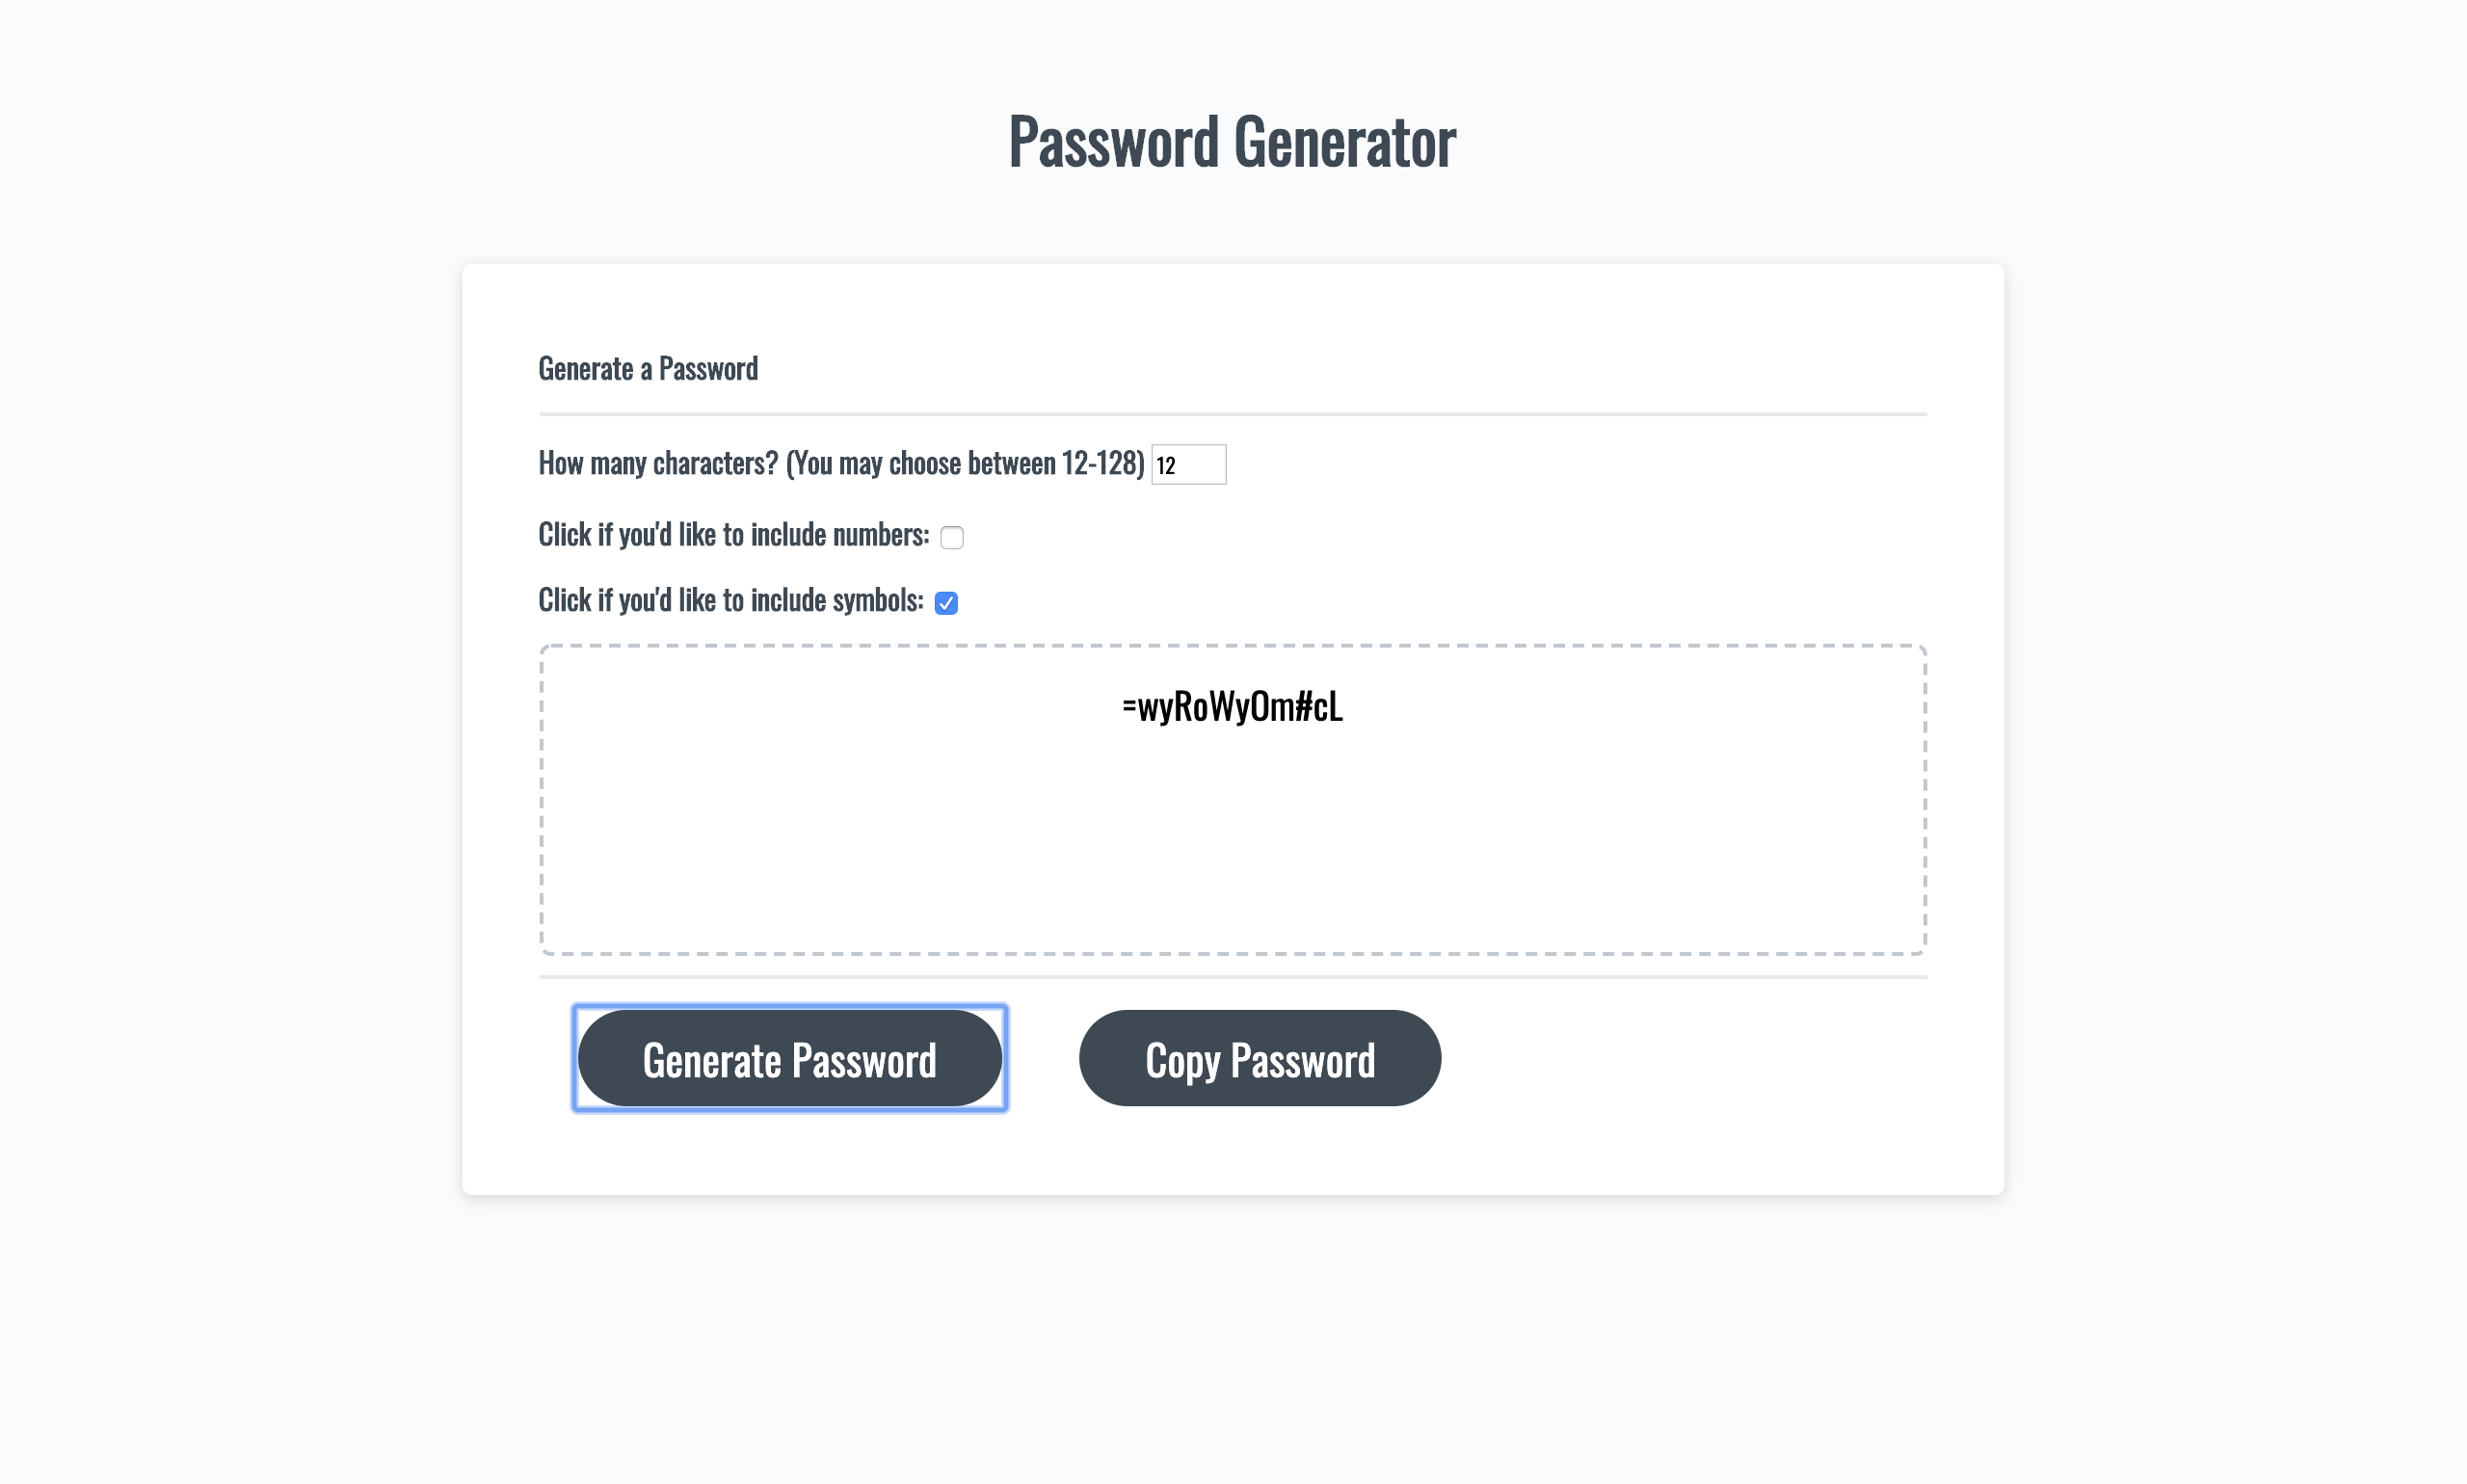 Password Generator
Generate a Password
How many characters? (You may choose between 12-128) 12
Click if you'd like to include numbers:
Click if you'd like to include symbols:
=wyRoWyOm#cL
Generate Password Copy Password